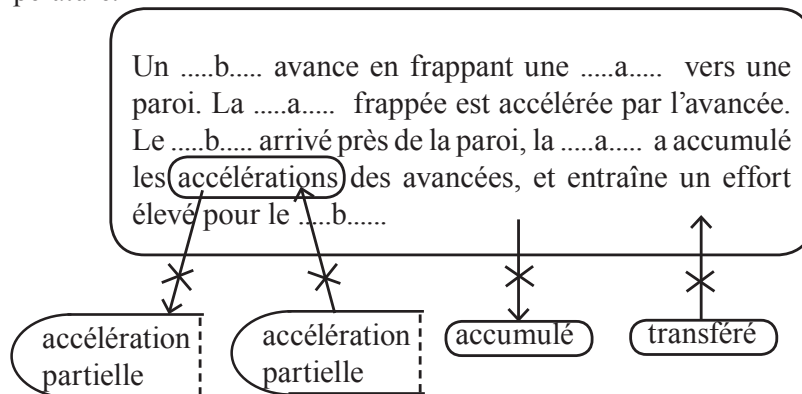 Un .....b..... avance en frappant une .....a..... vers une
paroi. La .....a..... frappée est accélérée par l’avancée.
Le .....b..... arrivé près de la paroi, la .....a..... a accumulé
les accélérations des avancées, et entraîne un effort
élevé pour le .....b......
accélération
partielle
accélération
partielle
accumulé
transféré